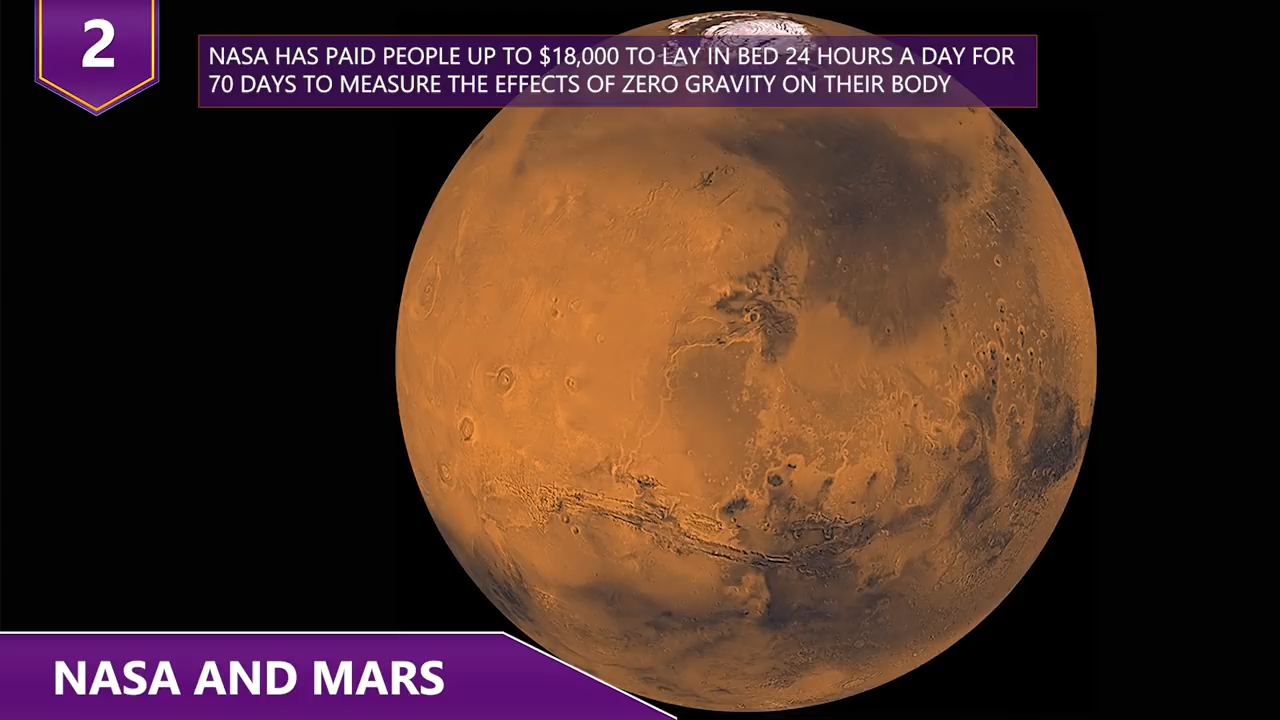 2
NASA HAS PAID PEOPLE UP TO $18,000 TO LAY IN BED 24 HOURS A DAY FOR
70 DAYS TO MEASURE THE EFFECTS OF ZERO GRAVITY ON THEIR BODY
NASA AND MARS